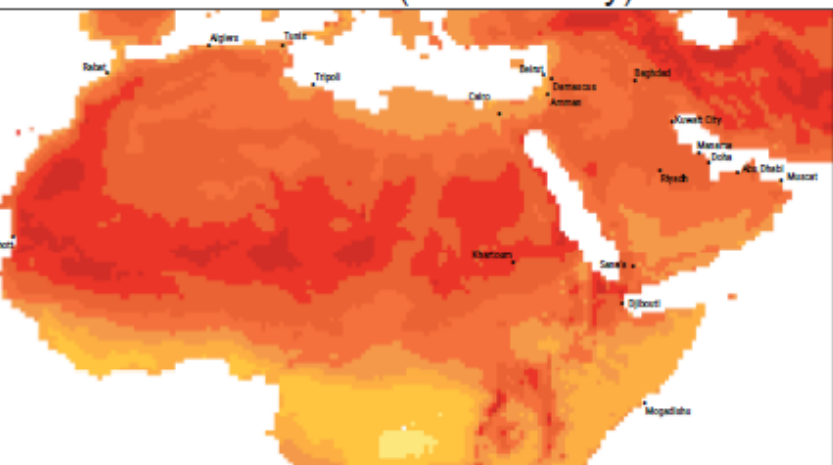 Algiers
Tunis
Rabat
Tripoli
Beirut
Damascus
Amman
Baghdad
Cairo
Kuwait City
Manama
Doha
Abu Dhabi
Muscat
Riyadh
Khartoum
Sana'a
Djibouti
Mogadishu